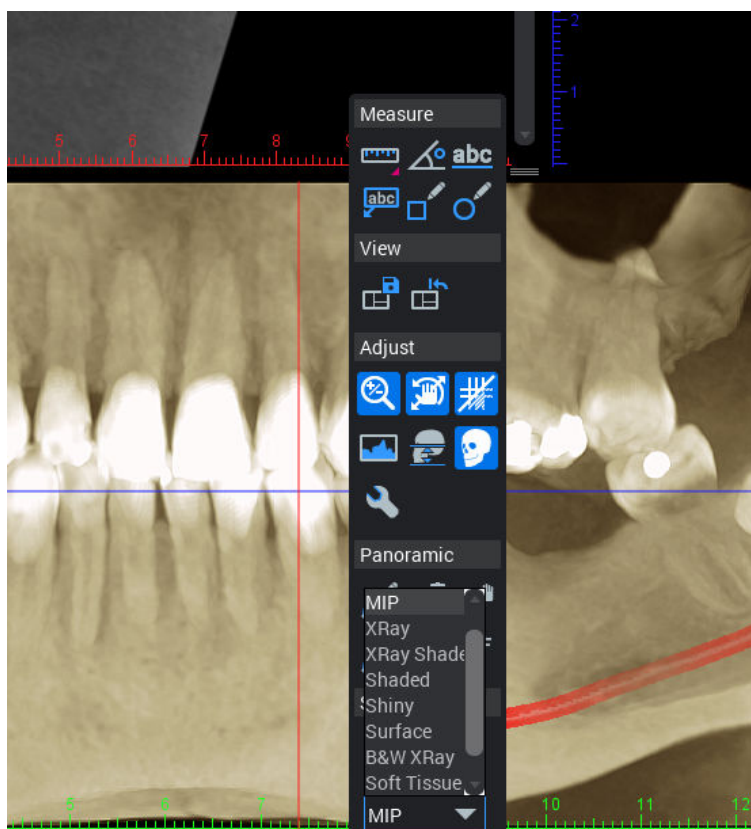 2
1
5 6 7 8
Measure
abc
abc
View
Adjust
Panoramic
MIP
XRay
XRay Shade
Shaded
Shiny
Surface
B&W XRay
Soft Tissue
MIP
5 6 7 10 11 12